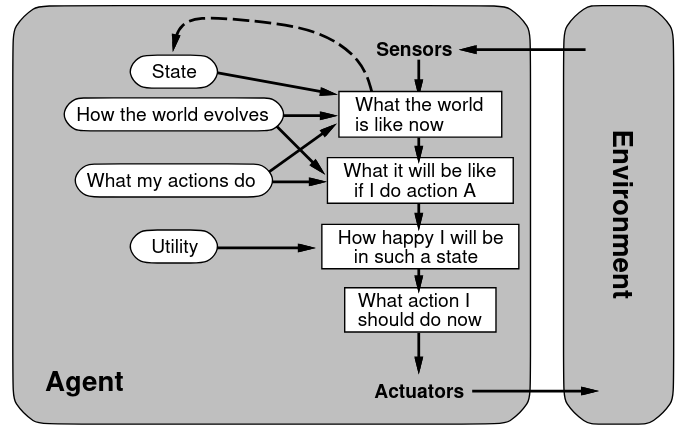 Sensors
State
How the world evolves
What the world
is like now
What my actions do
What it will be like
if I do action A
Utility
How happy I will be
in such a state
What action I
should do now
Agent
Actuators
Environment